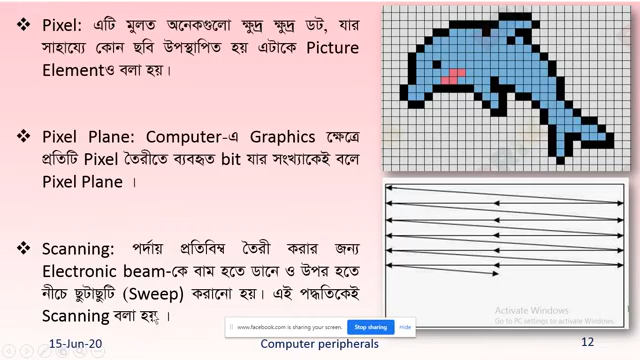 ❖ Pixel: এটি মুলত অনেকগুলো ক্ষুদ্র ক্ষুদ্র ডট, যার
সাহায্যে কোন ছবি উপস্থাপিত হয় এটাকে Picture
Elementও বলা হয়।
❖ Pixel Plane: Computer-এ Graphics ক্ষেত্রে
প্রতিটি Pixel তৈরীতে ব্যবহৃত bit যার সংখ্যাকেই বলে
Pixel Plane ।
❖ Scanning: পর্দায় প্রতিবিম্ব তৈরী করার জন্য
Electronic beam-কে বাম হতে ডানে ও উপর হতে
নীচে ছুটাছুটি (Sweep) করানো হয়। এই পদ্ধতিকেই
Scanning বলা হয় ।
Activate Windows
Go to PC settings to activate Windows.
www.facebook.com is sharing your screen. Stop sharing Hide
15-Jun-20 Computer peripherals 12